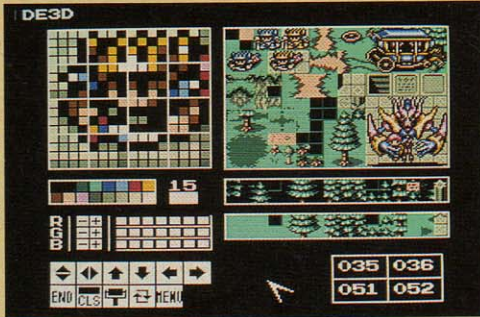 DE3D
15
R - +
G - +
B - +
END CLS MENU
035 036
051 052